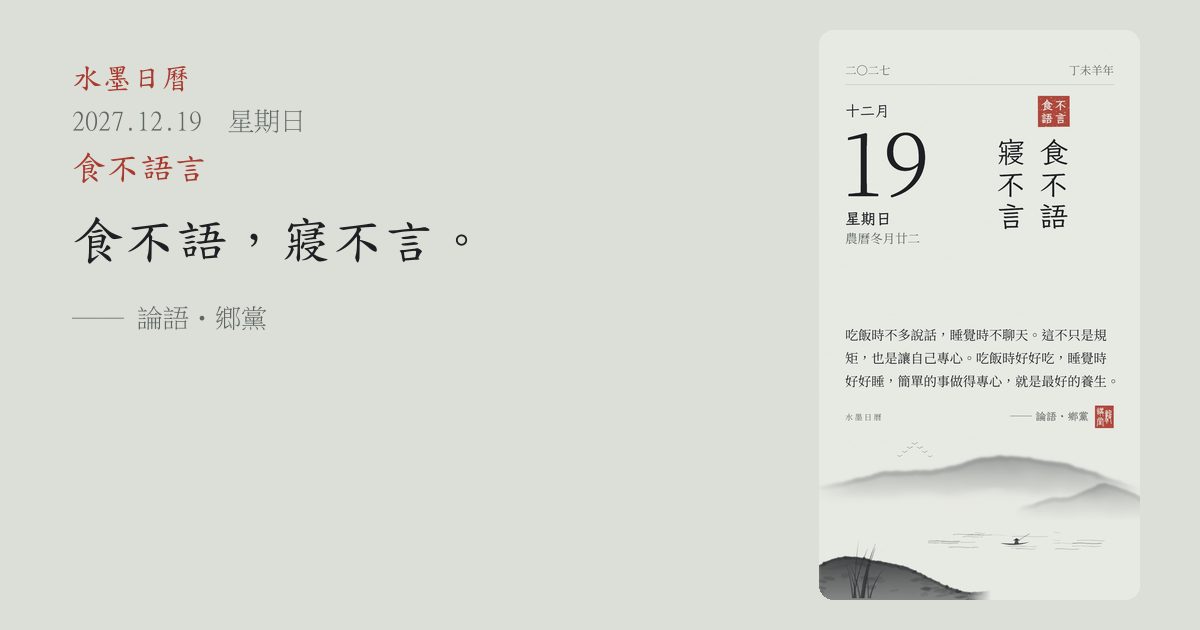 水墨日曆
2027.12.19 星期日
食不語言
食不語，寢不言。
—— 論語・鄉黨
二〇二七
丁未羊年
十二月
19
星期日
農曆冬月廿二
食不語言
食不語
寢不言
吃飯時不多說話，睡覺時不聊天。這不只是規
矩，也是讓自己專心。吃飯時好好吃，睡覺時
好好睡，簡單的事做得專心，就是最好的養生。
水墨日曆
—— 論語・鄉黨